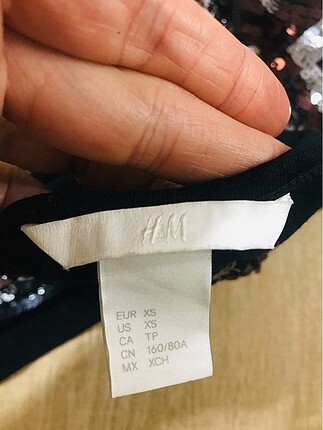 H&M
EUR XS
US XS
CA TP
CN 160/80A
MX XCH